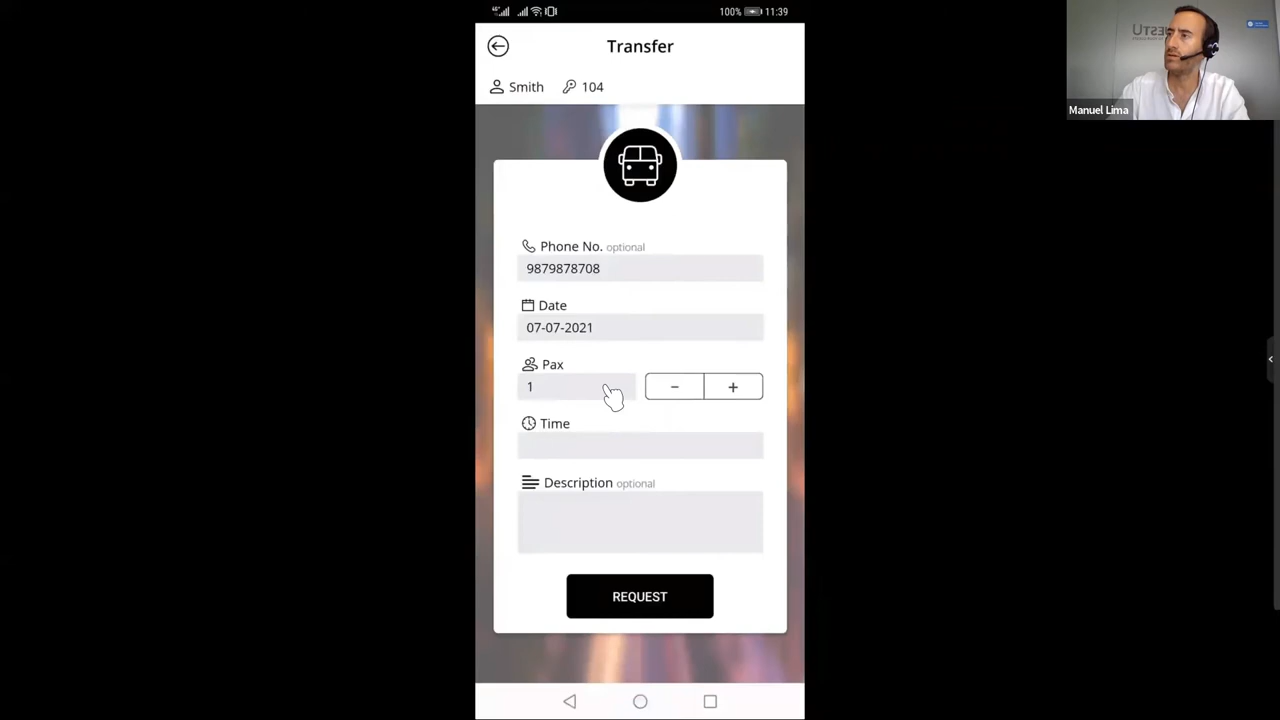 100% 11:39
Transfer
Smith 104
Phone No. optional
9879878708
Date
07-07-2021
Pax
1 - +
Time
Description optional
REQUEST
Manuel Lima